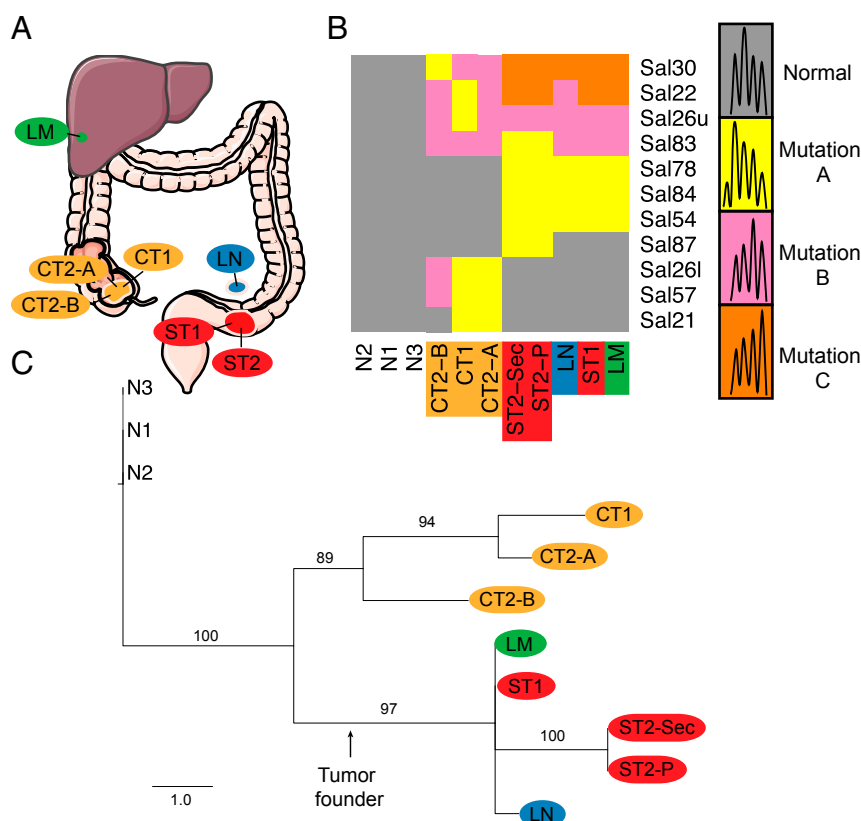 A
LM
CT2-A
CT1
CT2-B
LN
ST1
ST2
B
Sal30
Sal22
Sal26u
Sal83
Sal78
Sal84
Sal54
Sal87
Sal26l
Sal57
Sal21
N2
N1
N3
CT2-B
CT1
CT2-A
ST2-Sec
ST2-P
LN
ST1
LM
Normal
Mutation
A
Mutation
B
Mutation
C
C
N3
N1
N2
100
89
94
CT1
CT2-A
CT2-B
97
LM
ST1
100
ST2-Sec
ST2-P
LN
Tumor
founder
1.0